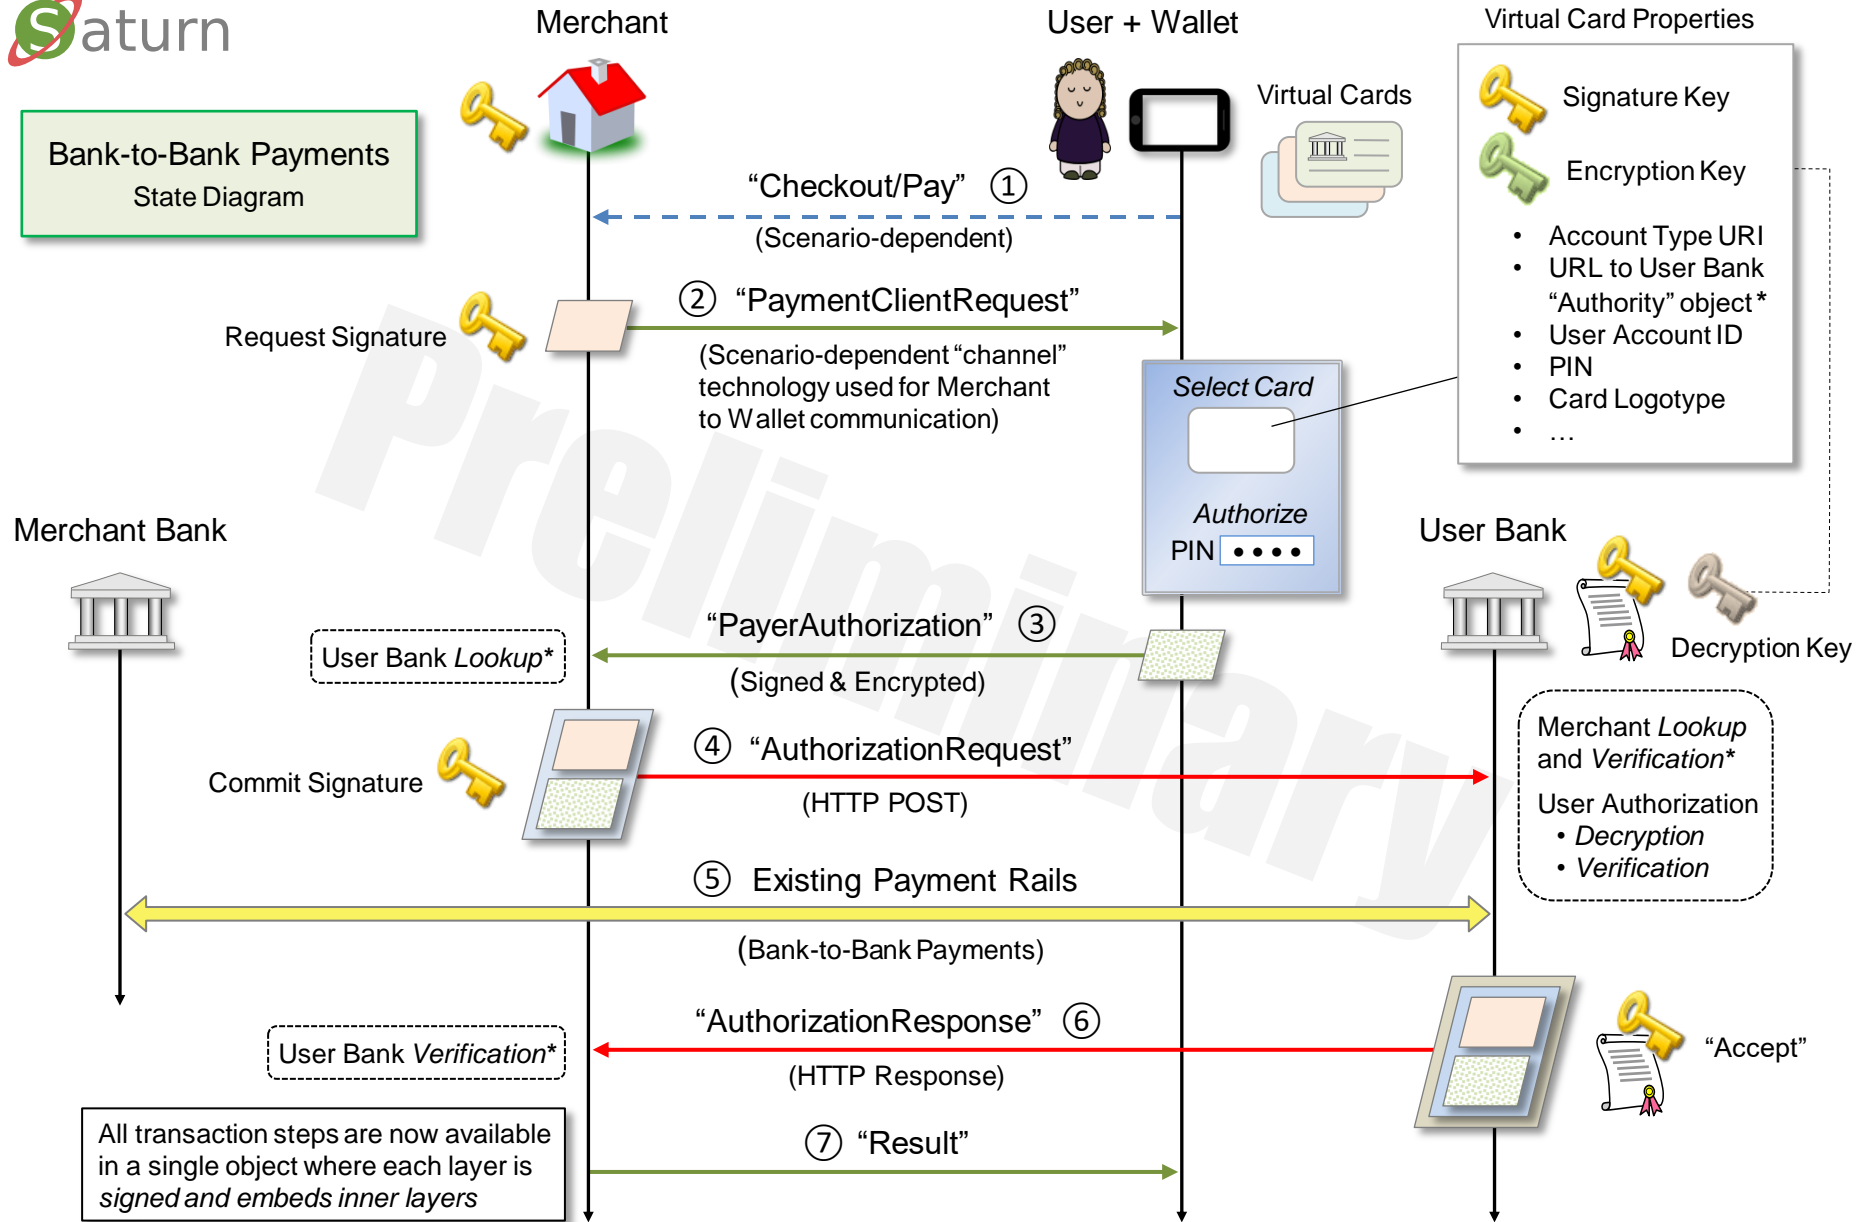 Saturn
Merchant
User + Wallet
Virtual Card Properties
Bank-to-Bank Payments
State Diagram
Virtual Cards
Signature Key
Encryption Key
• Account Type URI
• URL to User Bank
“Authority” object*
• User Account ID
• PIN
• Card Logotype
• …
“Checkout/Pay” ①
(Scenario-dependent)
② “PaymentClientRequest”
Request Signature
(Scenario-dependent “channel”
technology used for Merchant
to Wallet communication)
Select Card
Authorize
PIN ••••
Preliminary
Merchant Bank
User Bank
Decryption Key
“PayerAuthorization” ③
User Bank Lookup*
(Signed & Encrypted)
④ “AuthorizationRequest”
Commit Signature
(HTTP POST)
Merchant Lookup
and Verification*
User Authorization
• Decryption
• Verification
⑤ Existing Payment Rails
(Bank-to-Bank Payments)
“AuthorizationResponse” ⑥
User Bank Verification*
(HTTP Response)
“Accept”
All transaction steps are now available
in a single object where each layer is
signed and embeds inner layers
⑦ “Result”